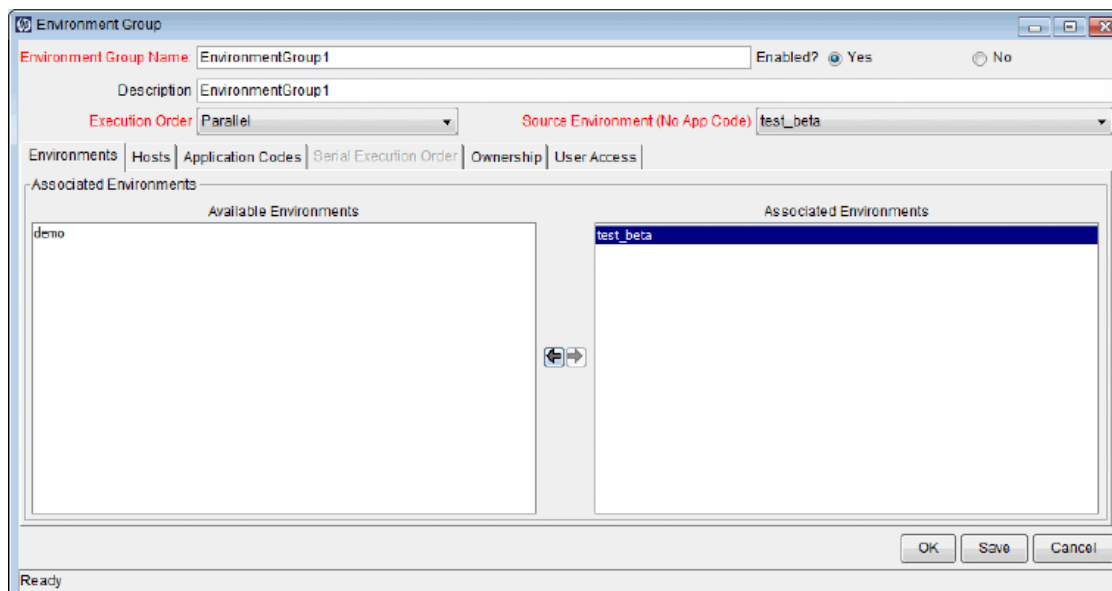 Environment Group
Environment Group Name: EnvironmentGroup1 Enabled? Yes No
Description EnvironmentGroup1
Execution Order Parallel Source Environment (No App Code) test_beta
Environments Hosts Application Codes Serial Execution Order Ownership User Access
Associated Environments
Available Environments Associated Environments
demo test_beta
OK Save Cancel
Ready